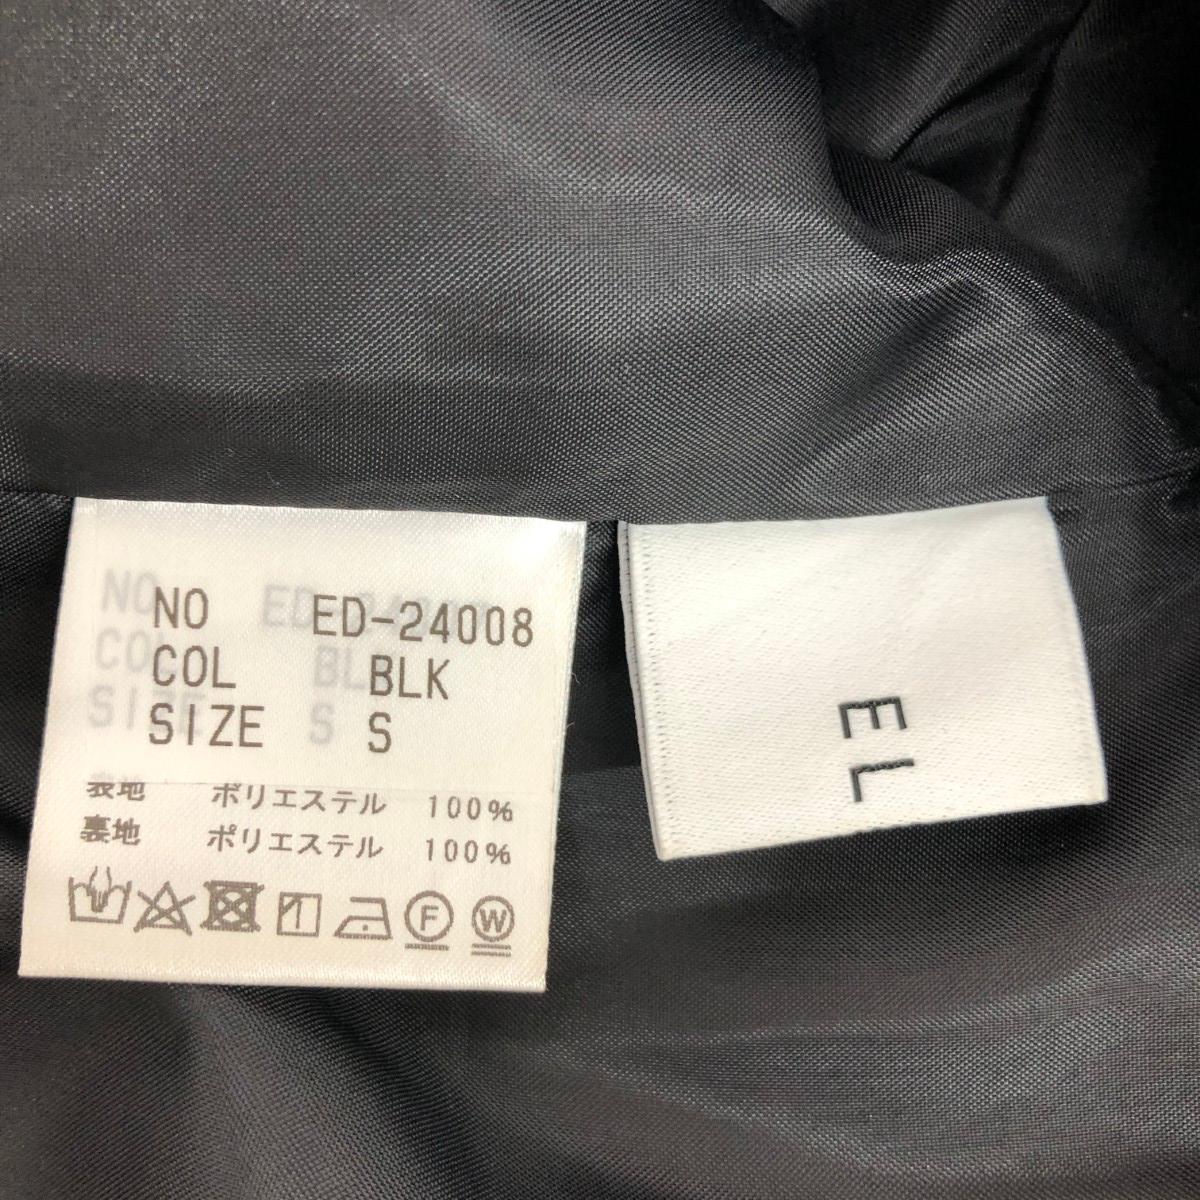 NO ED-24008
COL BLK
SIZE S
表地 ポリエステル 100%
裏地 ポリエステル 100%
F W
EL